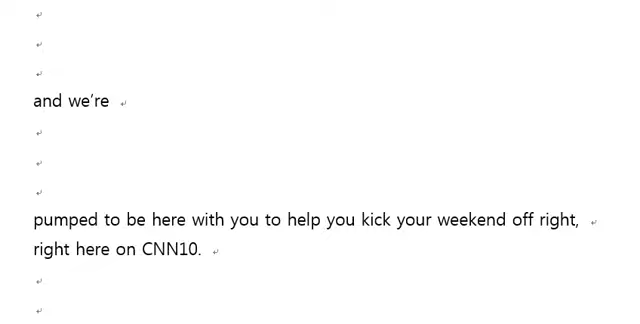 and we're
pumped to be here with you to help you kick your weekend off right,
right here on CNN10.